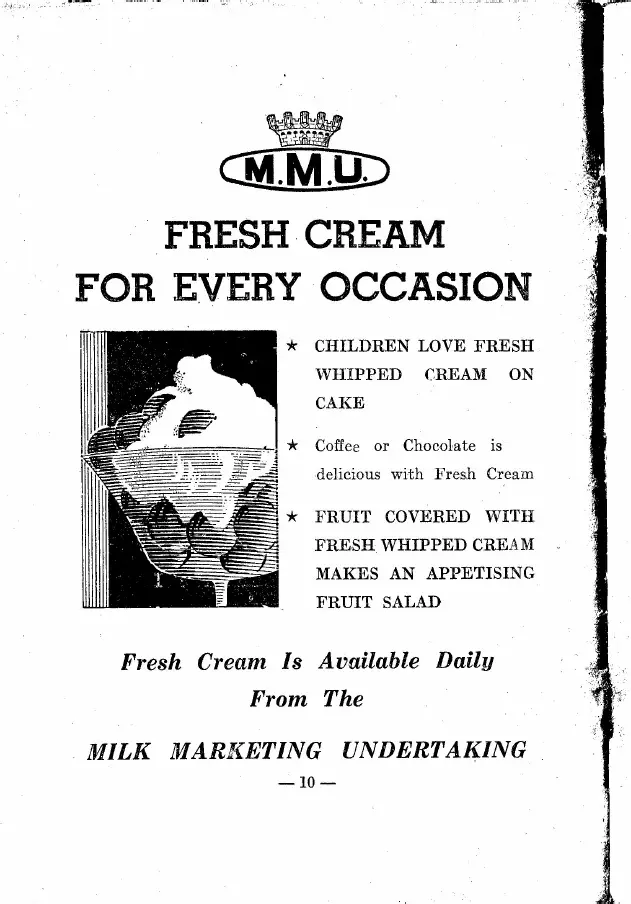 M.M.U.
FRESH CREAM
FOR EVERY OCCASION
★ CHILDREN LOVE FRESH
WHIPPED CREAM ON
CAKE
★ Coffee or Chocolate is
delicious with Fresh Cream
★ FRUIT COVERED WITH
FRESH WHIPPED CREAM
MAKES AN APPETISING
FRUIT SALAD
Fresh Cream Is Available Daily
From The
MILK MARKETING UNDERTAKING
— 10 —